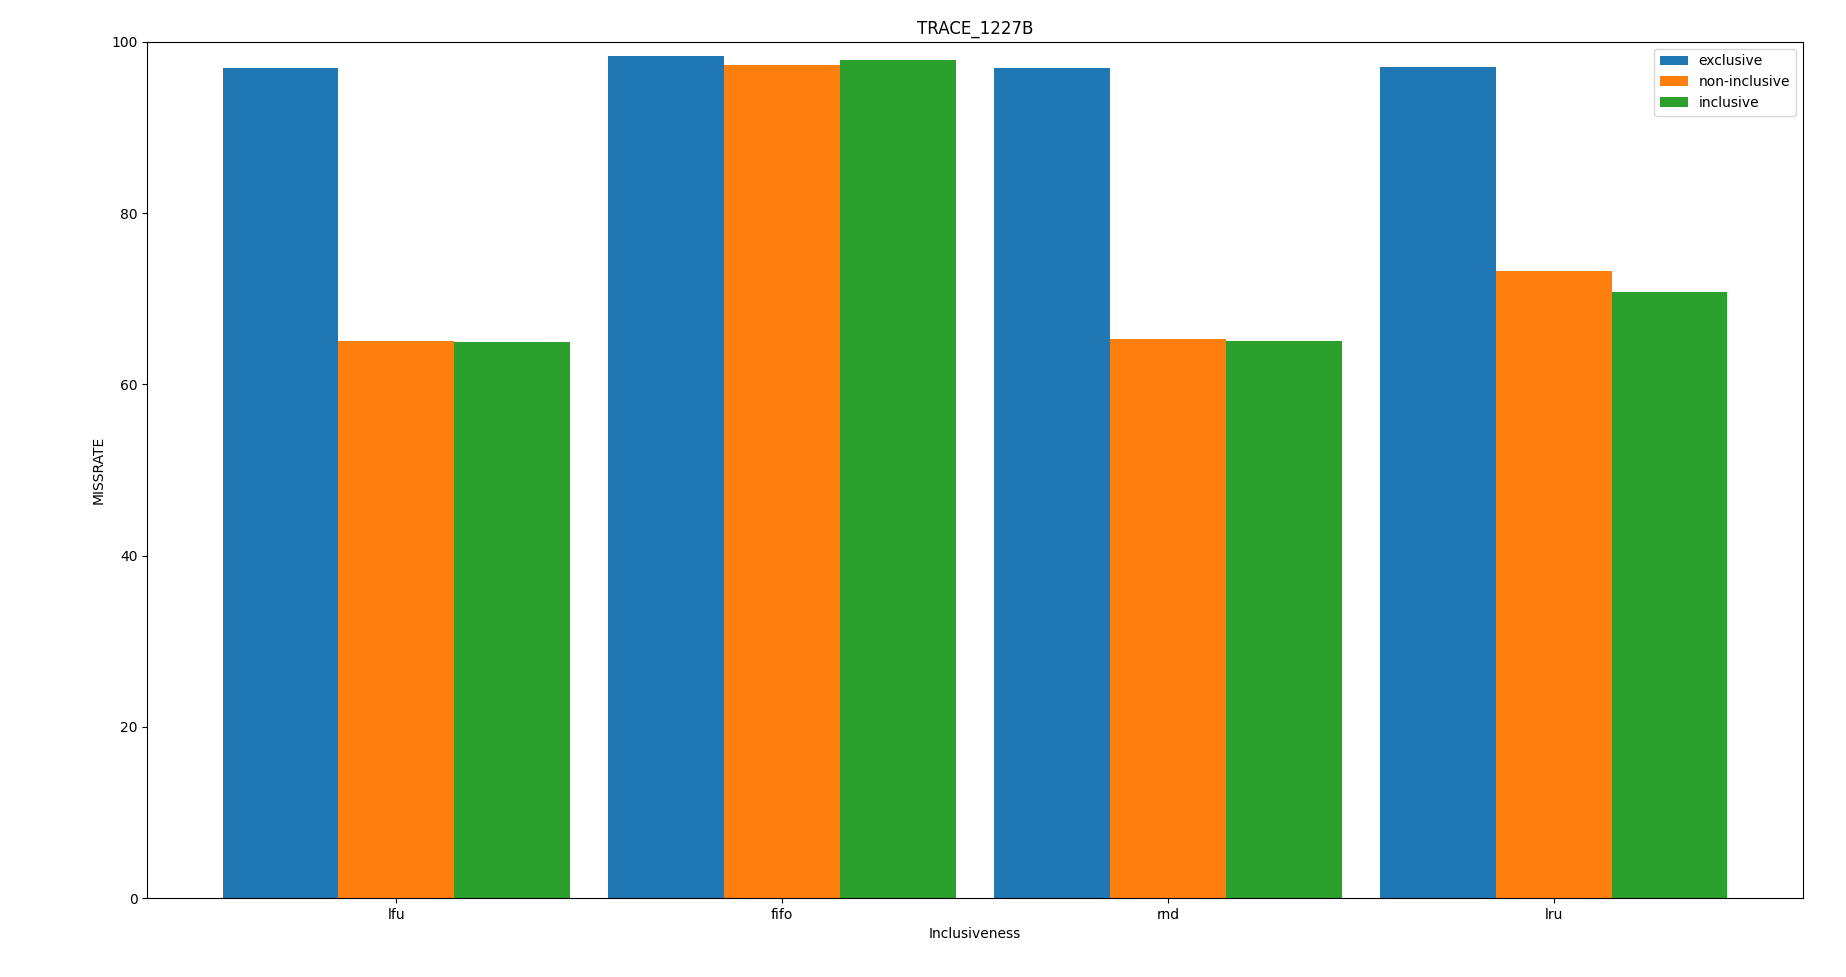 TRACE_1227B
100
80
60
40
20
0
MISSRATE
exclusive
non-inclusive
inclusive
lfu
fifo
rnd
lru
Inclusiveness